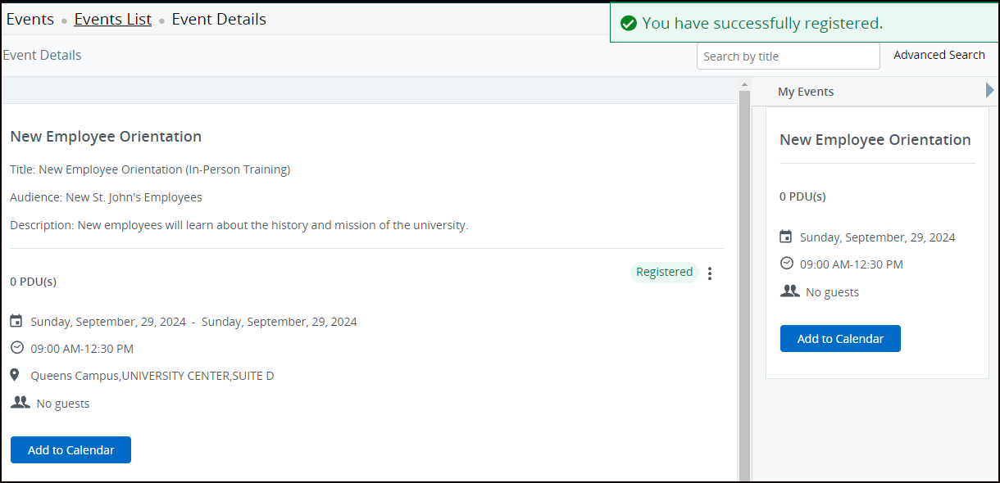 Events • Events List • Event Details
You have successfully registered.
Event Details
Search by title
Advanced Search
New Employee Orientation
Title: New Employee Orientation (In-Person Training)
Audience: New St. John's Employees
Description: New employees will learn about the history and mission of the university.
0 PDU(s)
Registered
Sunday, September, 29, 2024 - Sunday, September, 29, 2024
09:00 AM-12:30 PM
Queens Campus,UNIVERSITY CENTER,SUITE D
No guests
Add to Calendar
My Events
New Employee Orientation
0 PDU(s)
Sunday, September, 29, 2024
09:00 AM-12:30 PM
No guests
Add to Calendar